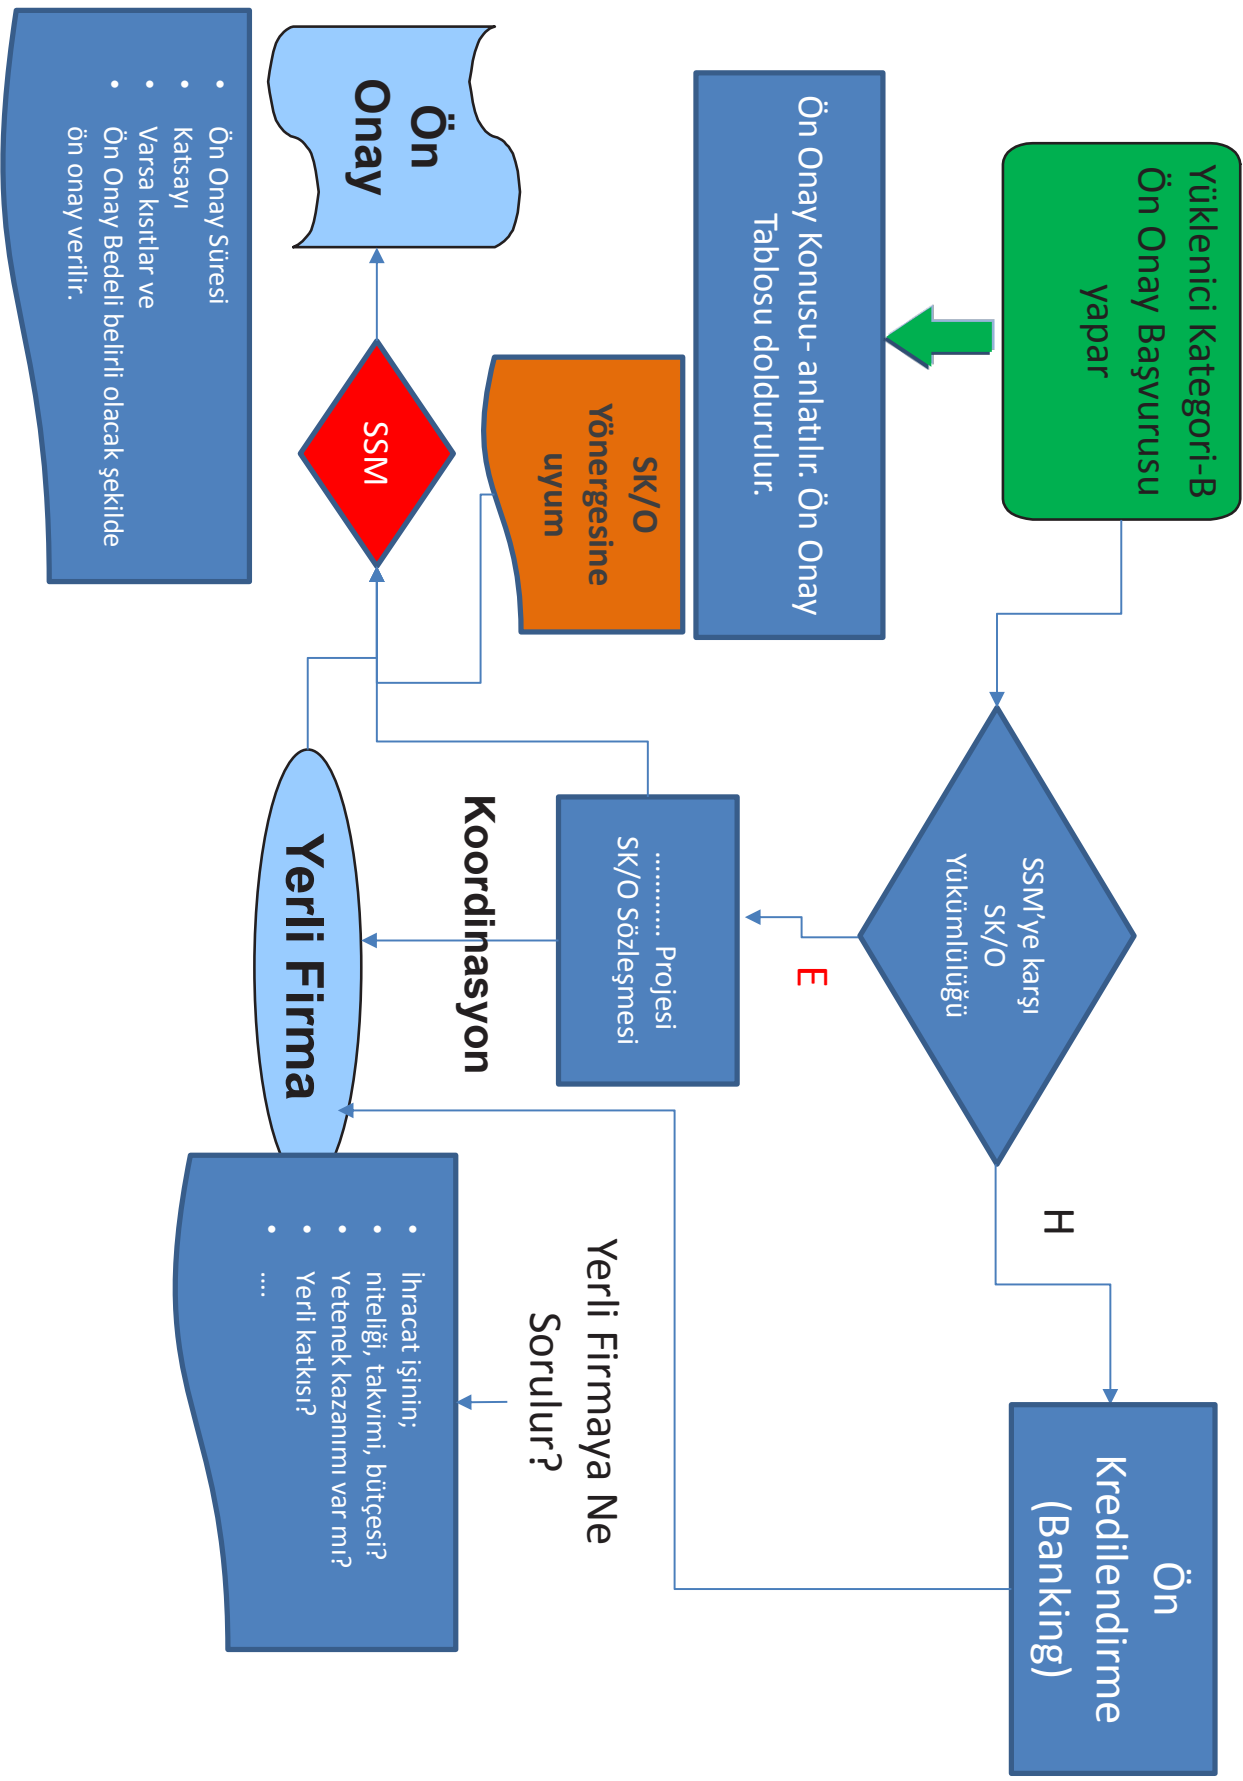 Yüklenici Kategori-B
Ön Onay Başvurusu
yapar
Ön Onay Konusu- anlatılır. Ön Onay
Tablosu doldurulur.
SK/O
Yönergesine
uyum
SSM
Ön
Onay
• Ön Onay Süresi
• Katsayı
• Varsa kısıtlar ve
• Ön Onay Bedeli belirli olacak şekilde
ön onay verilir.
SSM’ye karşı
SK/O
Yükümlülüğü
E
H
........... Projesi
SK/O Sözleşmesi
Koordinasyon
Yerli Firma
Ön
Kredilendirme
(Banking)
Yerli Firmaya Ne
Sorulur?
• İhracat işinin;
• niteliği, takvimi, bütçesi?
• Yetenek kazanımı var mı?
• Yerli katkısı?
• ....